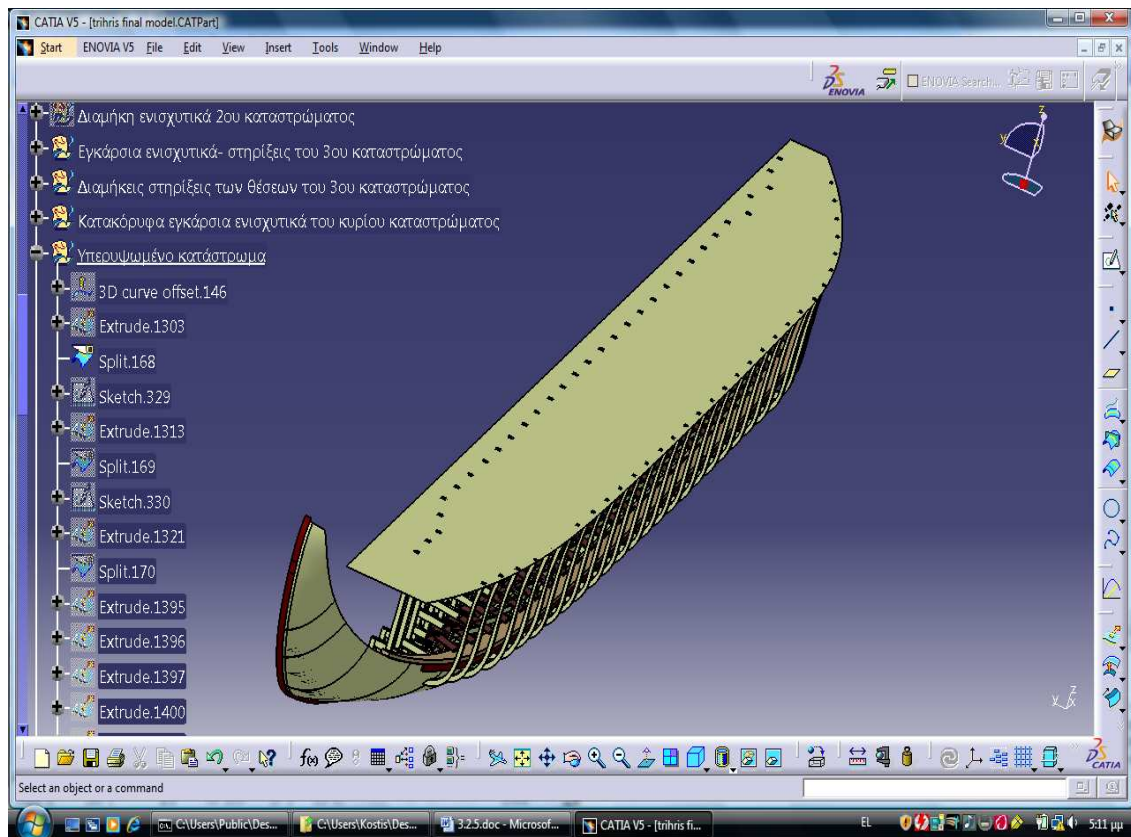 CATIA V5 - [trihris final model.CATPart]
Start ENOVIA V5 File Edit View Insert Tools Window Help
ENOVIA
ENOVIA Search...
Διαμήκη ενισχυτικά 2ου καταστρώματος
Εγκάρσια ενισχυτικά- στηρίξεις του 3ου καταστρώματος
Διαμήκεις στηρίξεις των θέσεων του 3ου καταστρώματος
Κατακόρυφα εγκάρσια ενισχυτικά του κυρίου καταστρώματος
Υπερυψωμένο κατάστρωμα
3D curve offset.146
Extrude.1303
Split.168
Sketch.329
Extrude.1313
Split.169
Sketch.330
Extrude.1321
Split.170
Extrude.1395
Extrude.1396
Extrude.1397
Extrude.1400
z
y
x
z
x
f(x)
CATIA
Select an object or a command
C:\Users\Public\Des...
C:\Users\Kostis\Des...
3.2.5.doc - Microsof...
CATIA V5 - [trihris fi...
EL
5:11 μμ